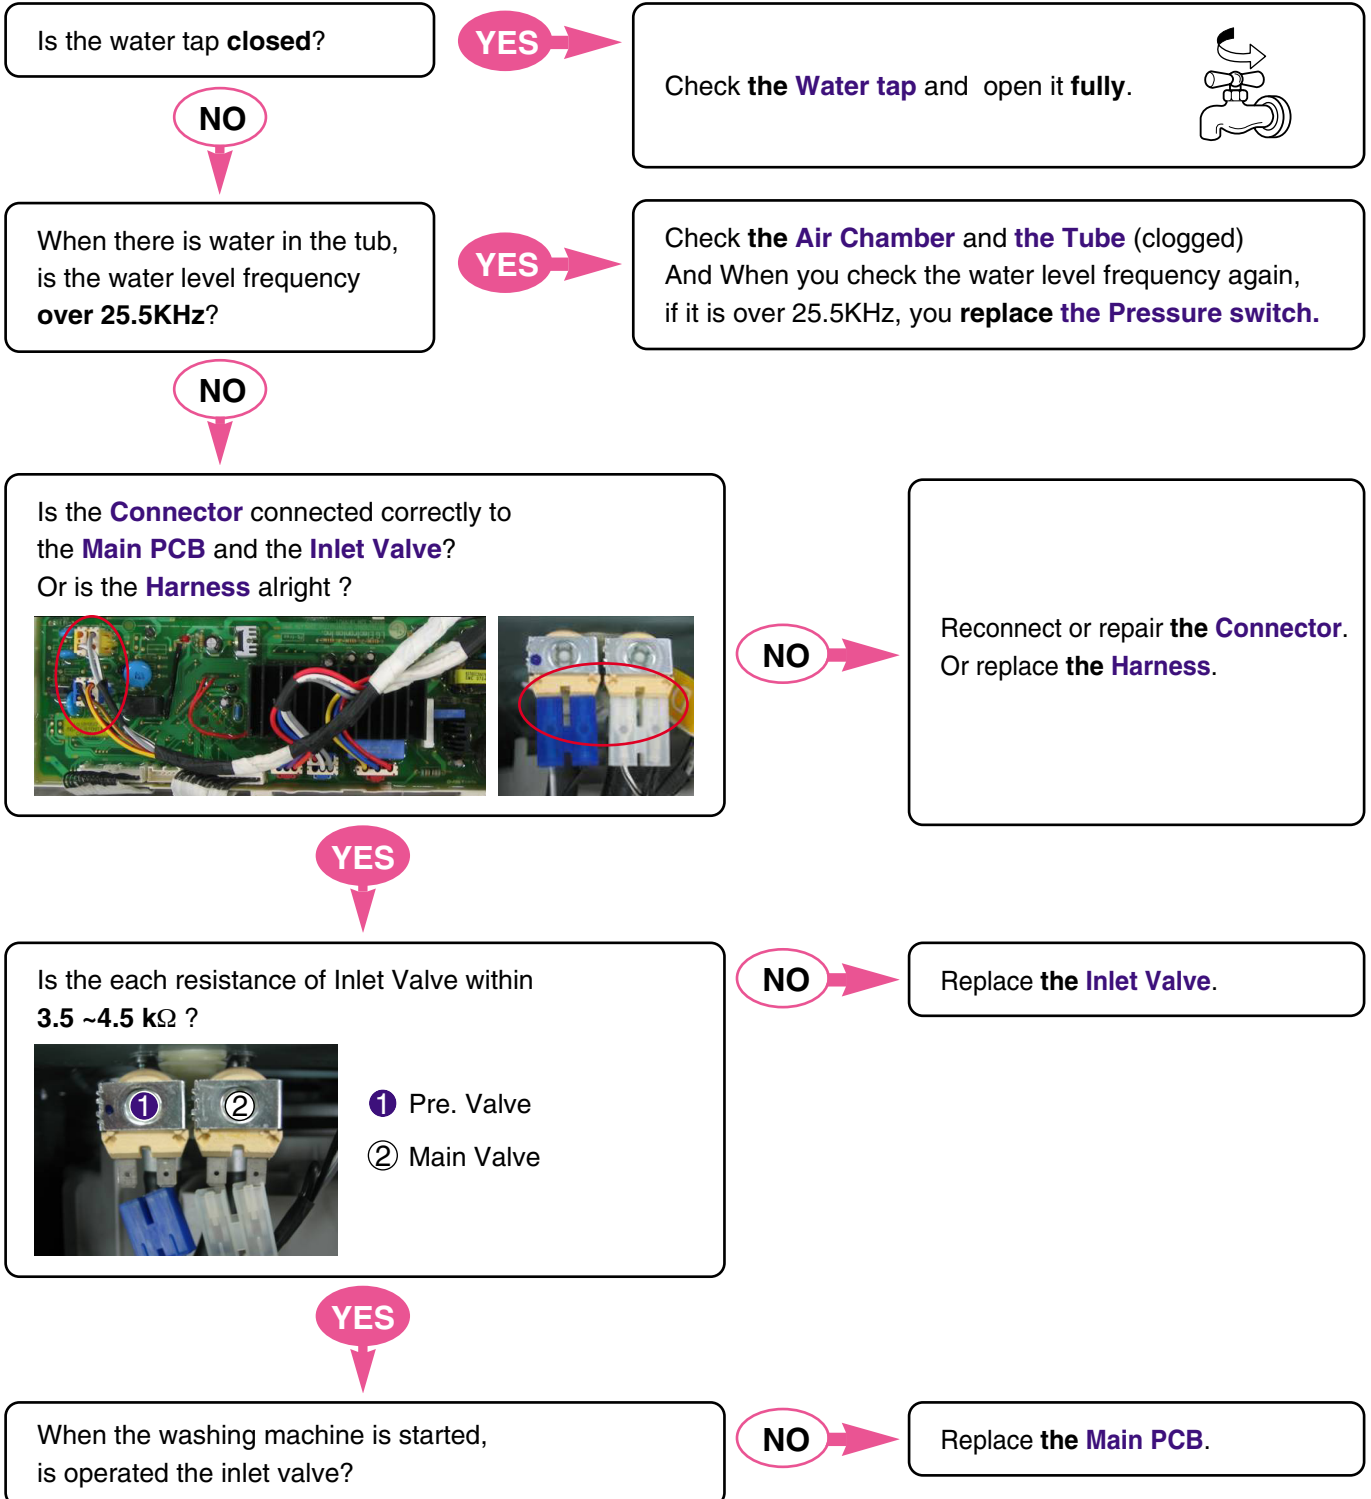 Is the water tap closed?
YES
Check the Water tap and open it fully.
NO
When there is water in the tub,
is the water level frequency
over 25.5KHz?
YES
Check the Air Chamber and the Tube (clogged)
And When you check the water level frequency again,
if it is over 25.5KHz, you replace the Pressure switch.
NO
Is the Connector connected correctly to
the Main PCB and the Inlet Valve?
Or is the Harness alright ?
NO
Reconnect or repair the Connector.
Or replace the Harness.
YES
Is the each resistance of Inlet Valve within
3.5 ~4.5 kΩ ?
1
2
1 Pre. Valve
2 Main Valve
NO
Replace the Inlet Valve.
YES
When the washing machine is started,
is operated the inlet valve?
NO
Replace the Main PCB.